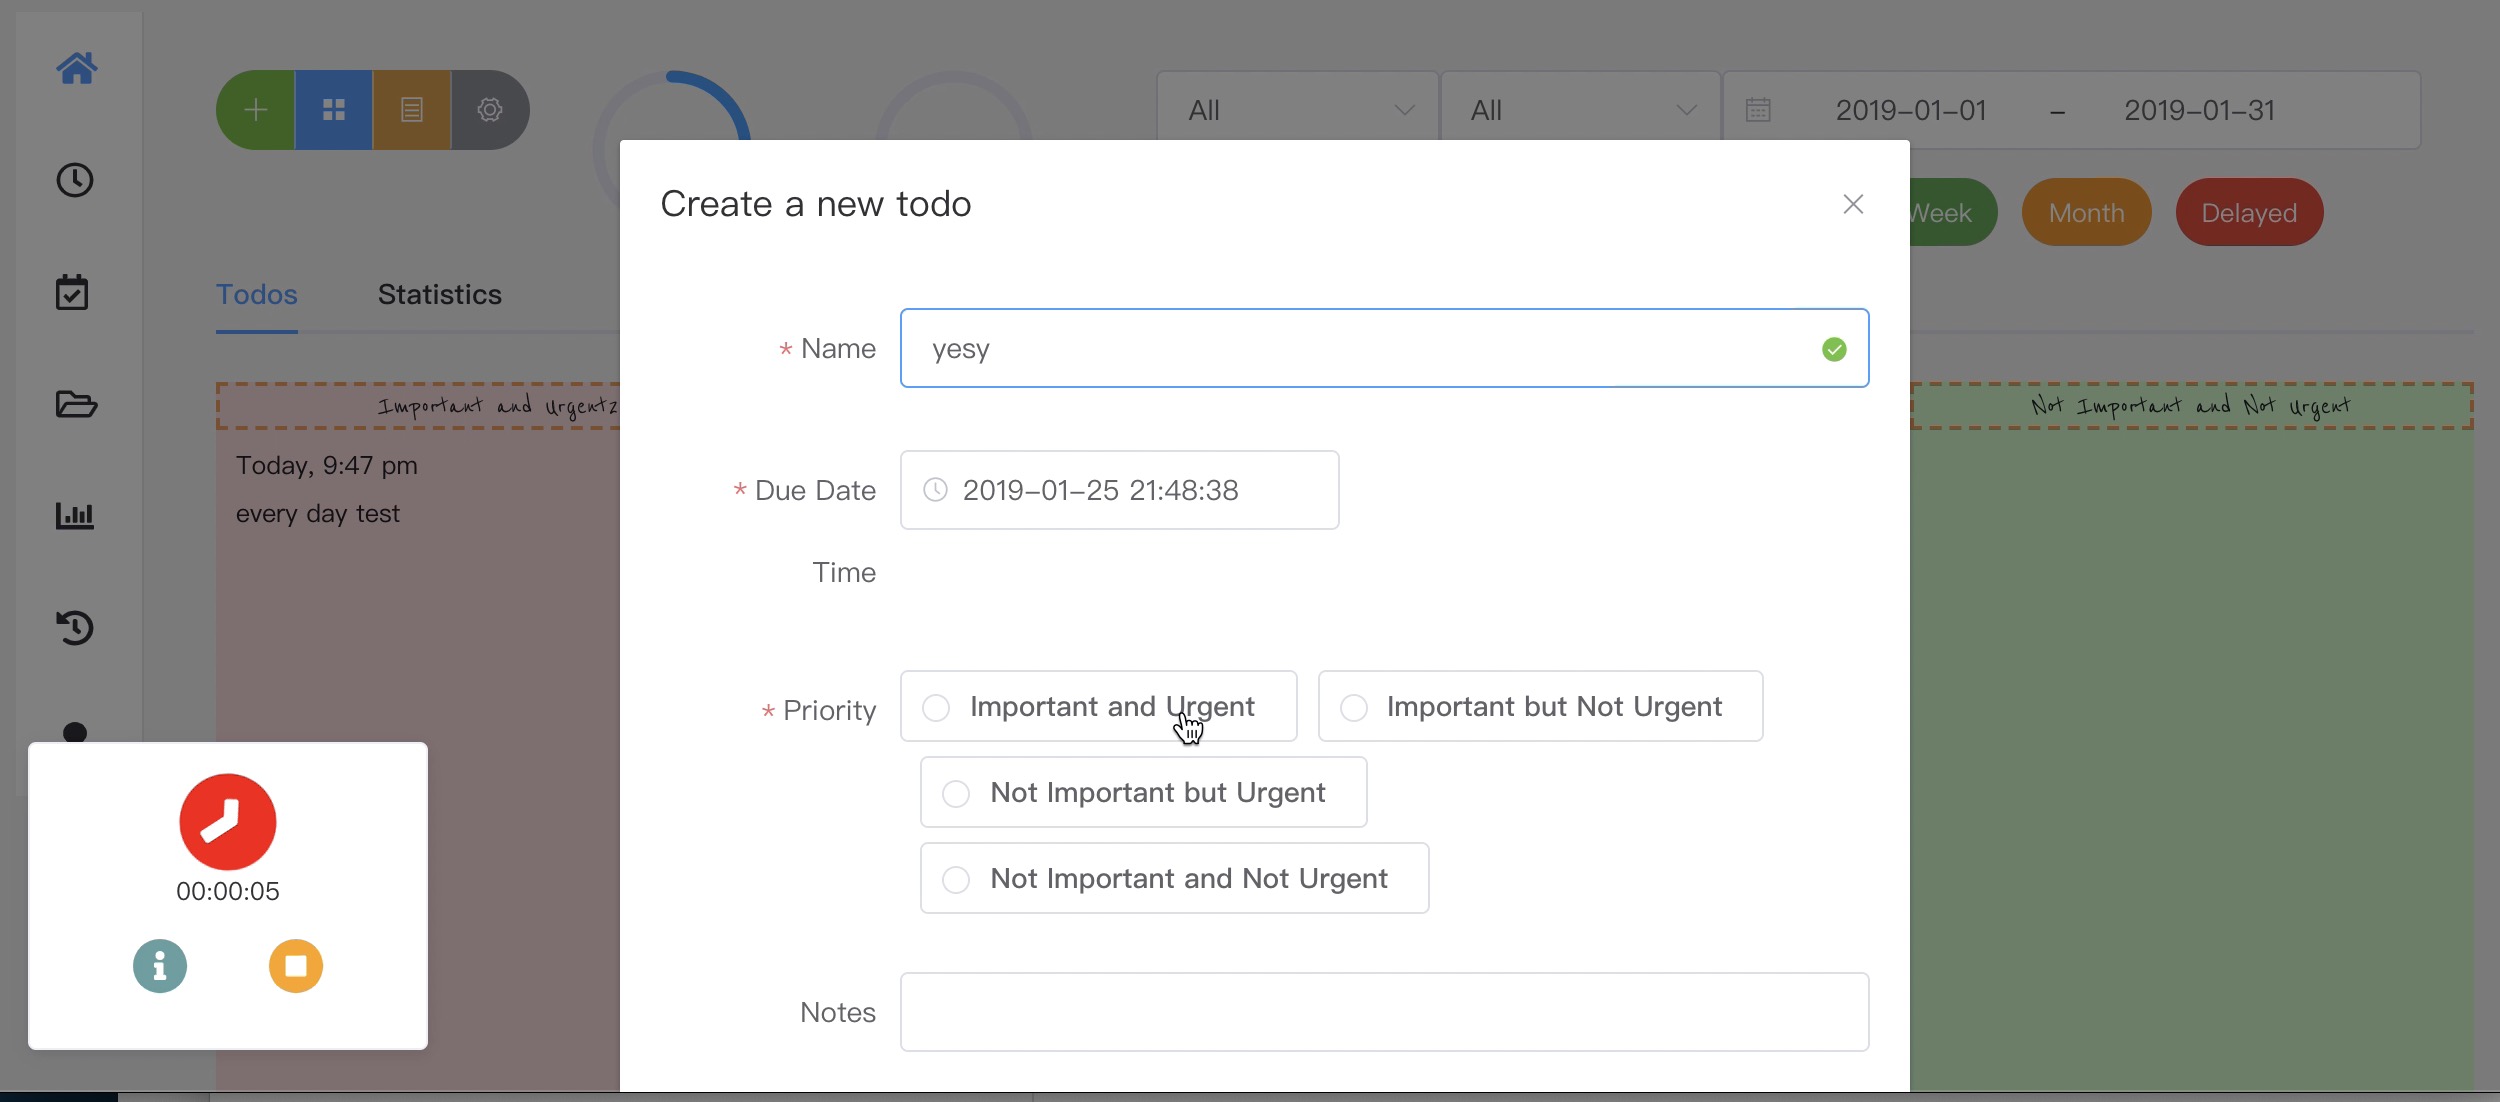 All
All
2019-01-01 – 2019-01-31
Create a new todo
Week
Month
Delayed
Todos
Statistics
* Name
yesy
Important and Urgentz
Not Important and Not Urgent
Today, 9:47 pm
every day test
* Due Date
2019-01-25 21:48:38
Time
* Priority
Important and Urgent
Important but Not Urgent
Not Important but Urgent
Not Important and Not Urgent
00:00:05
Notes